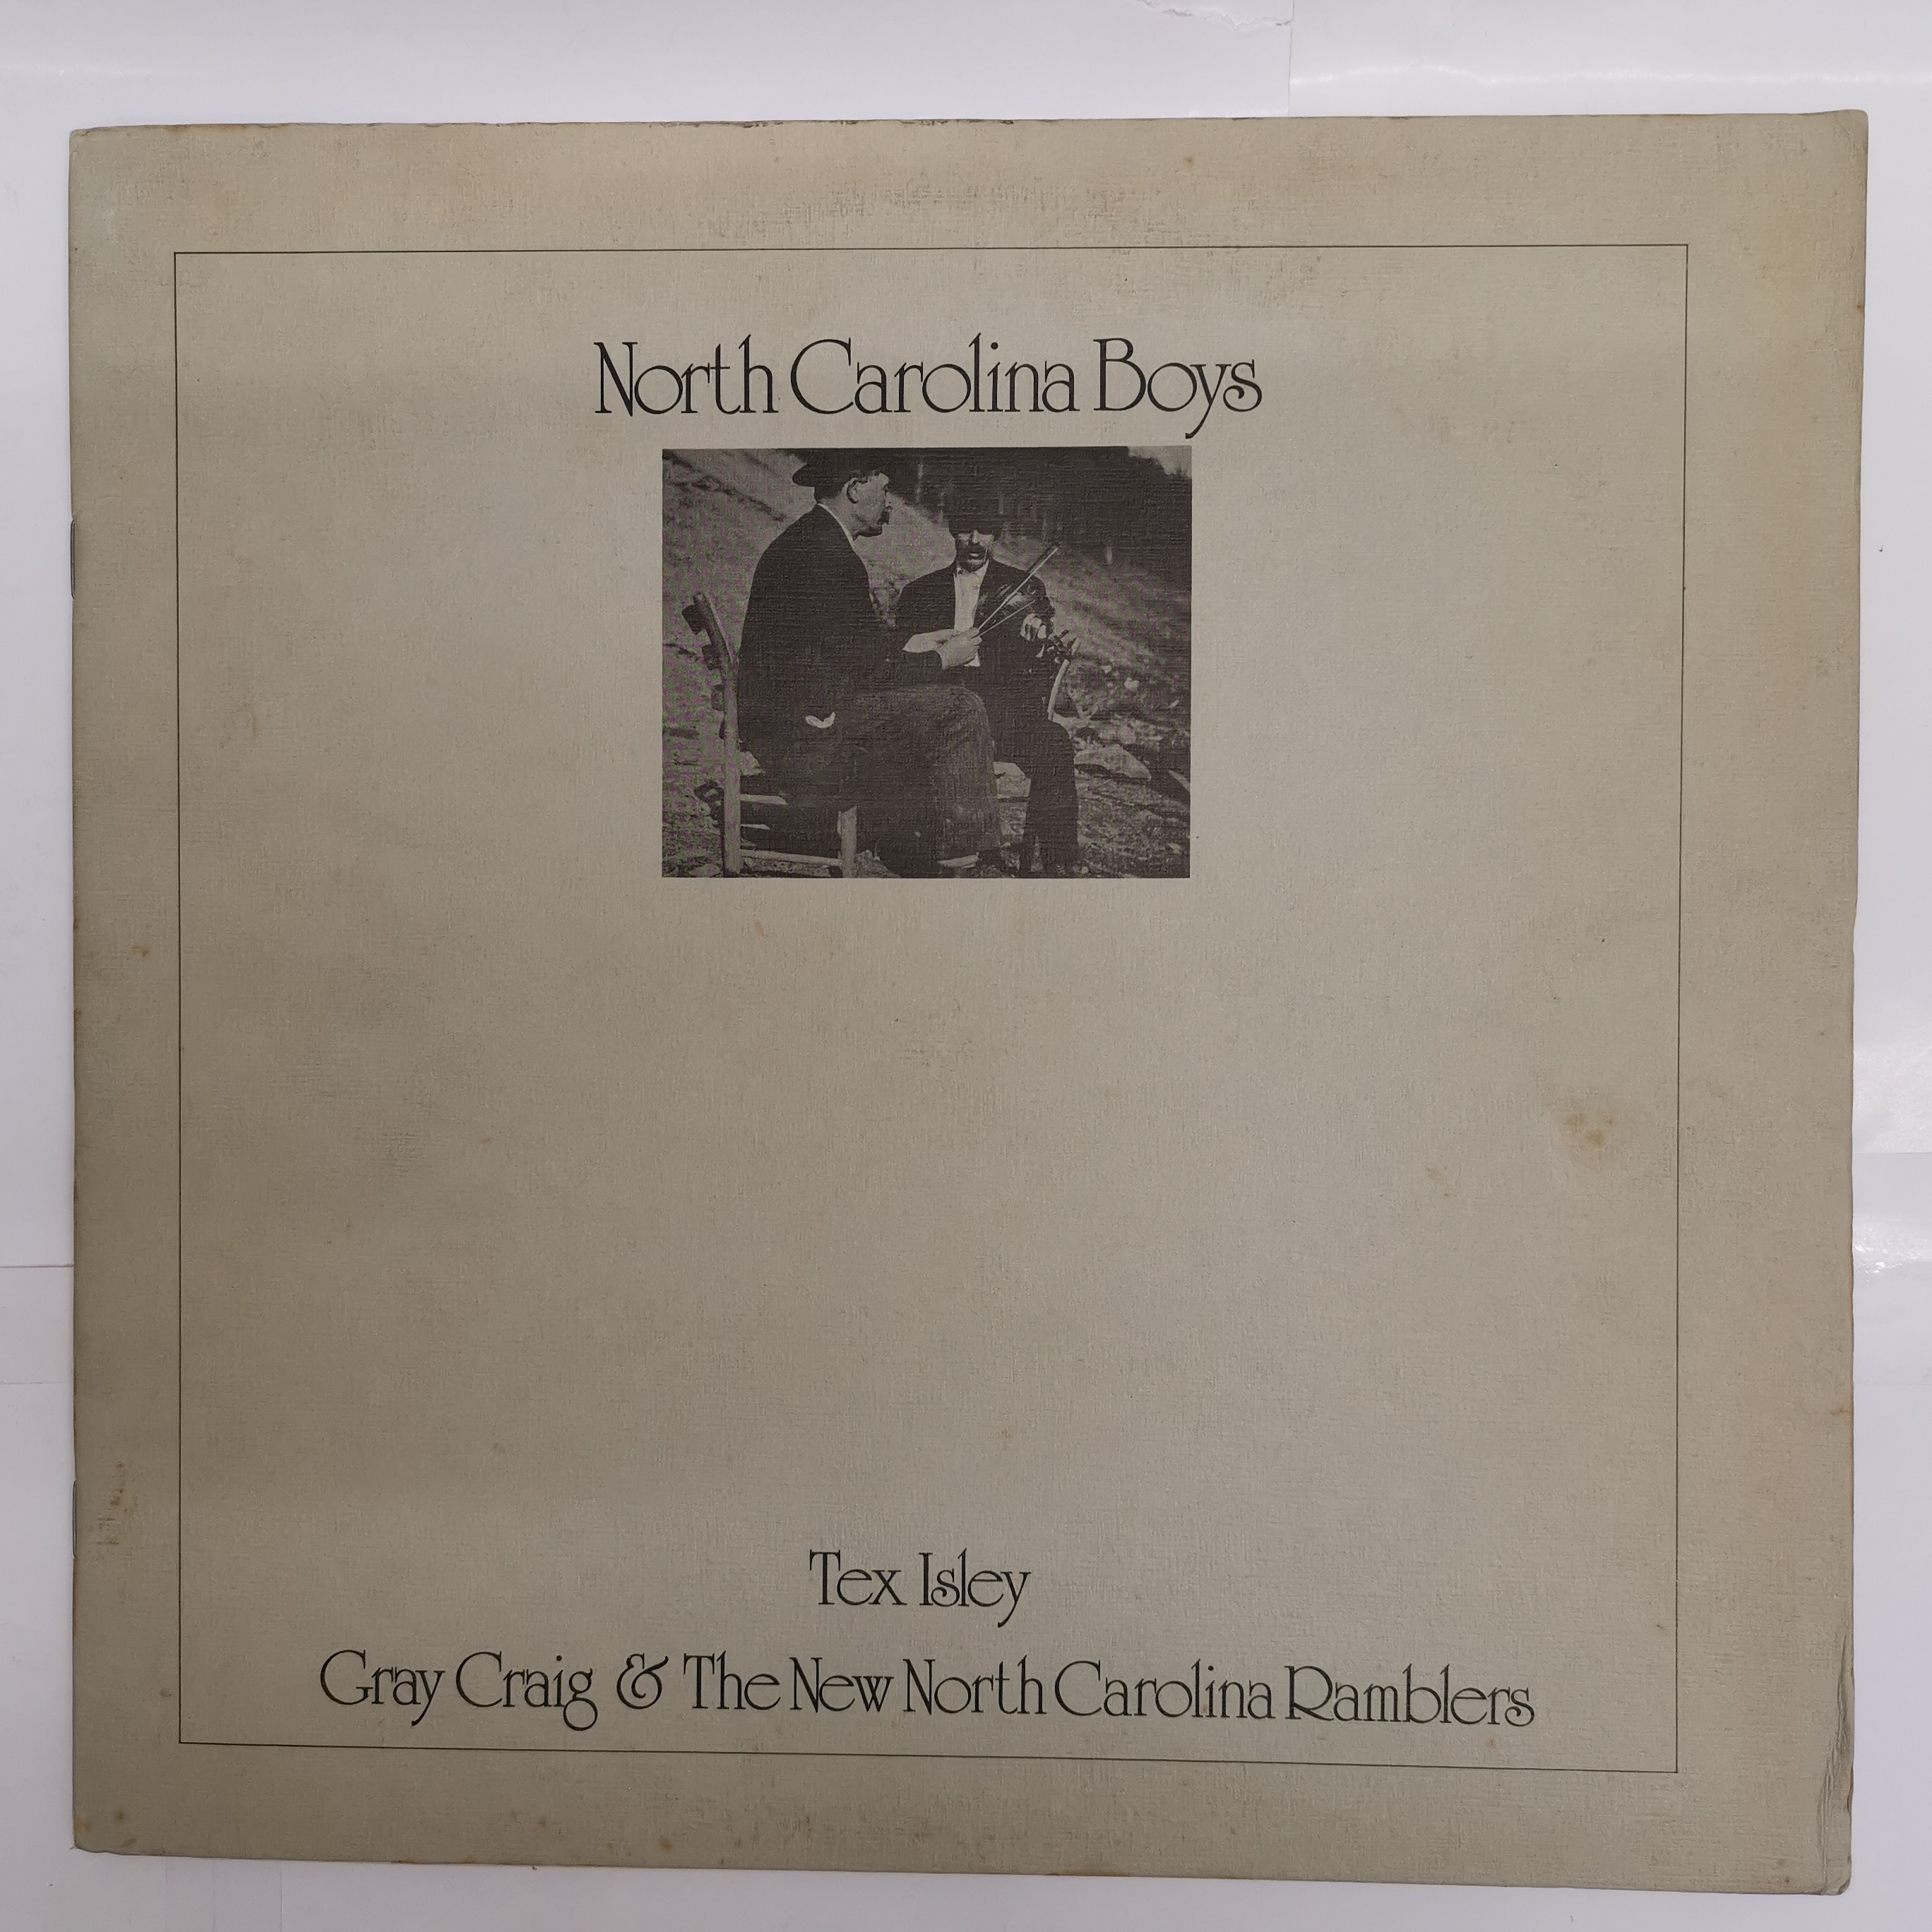 North Carolina Boys
Tex Isley
Gray Craig & The New North Carolina Ramblers